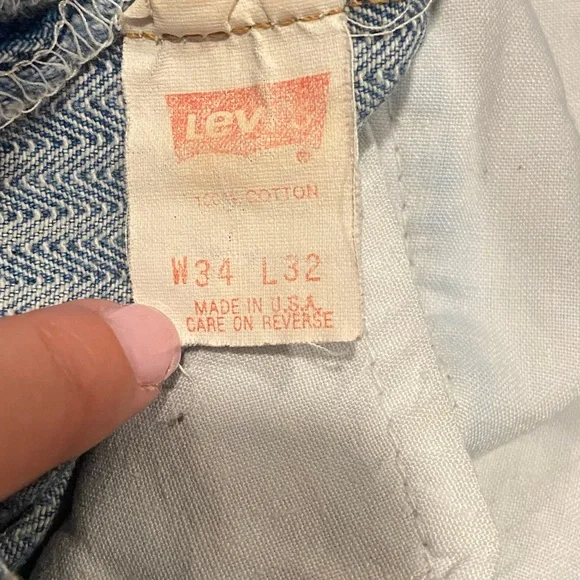 Levi's
®
100% COTTON
W34 L32
MADE IN U.S.A.
CARE ON REVERSE